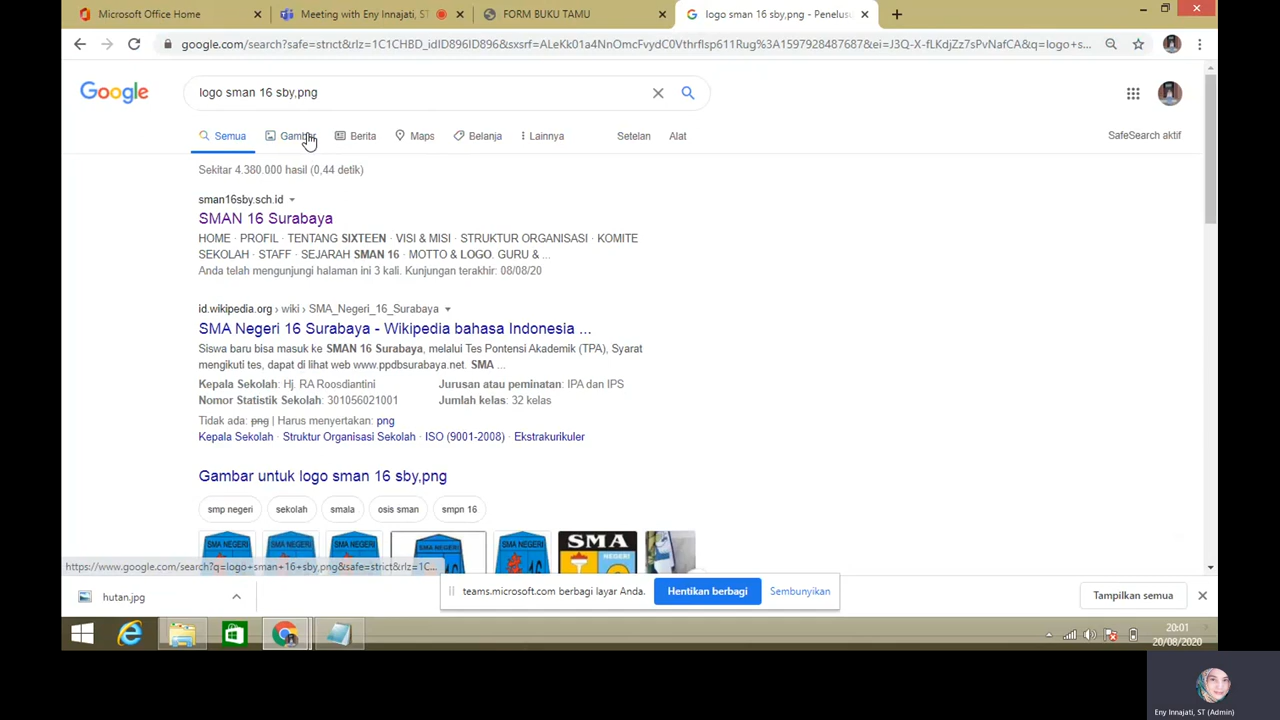 Microsoft Office Home
Meeting with Eny Innajati, ST
FORM BUKU TAMU
logo sman 16 sby,png - Penelusu
google.com/search?safe=strict&rlz=1C1CHBD_idID896ID896&sxsrf=ALeKk01a4NnOmcFvydC0Vthrflsp611Rug%3A1597928487687&ei=J3Q-X-fLKdjZz7sPvNafCA&q=logo+s...
Google
logo sman 16 sby,png
Semua
Gambar
Berita
Maps
Belanja
Lainnya
Setelan
Alat
SafeSearch aktif
Sekitar 4.380.000 hasil (0,44 detik)
sman16sby.sch.id
SMAN 16 Surabaya
HOME · PROFIL · TENTANG SIXTEEN · VISI & MISI · STRUKTUR ORGANISASI · KOMITE
SEKOLAH · STAFF · SEJARAH SMAN 16 · MOTTO & LOGO. GURU & ...
Anda telah mengunjungi halaman ini 3 kali. Kunjungan terakhir: 08/08/20
id.wikipedia.org › wiki › SMA_Negeri_16_Surabaya
SMA Negeri 16 Surabaya - Wikipedia bahasa Indonesia ...
Siswa baru bisa masuk ke SMAN 16 Surabaya, melalui Tes Pontensi Akademik (TPA), Syarat
mengikuti tes, dapat di lihat web www.ppdbsurabaya.net. SMA ...
Kepala Sekolah: Hj. RA Roosdiantini
Jurusan atau peminatan: IPA dan IPS
Nomor Statistik Sekolah: 301056021001
Jumlah kelas: 32 kelas
Tidak ada: png | Harus menyertakan: png
Kepala Sekolah · Struktur Organisasi Sekolah · ISO (9001-2008) · Ekstrakurikuler
Gambar untuk logo sman 16 sby,png
smp negeri
sekolah
smala
osis sman
smpn 16
SMA NEGERI
SMA NEGERI
SMA NEGERI
SMA NEGERI
SMA NEGERI
SMA
NEGERI
https://www.google.com/search?q=logo+sman+16+sby,png&safe=strict&rlz=1C...
hutan.jpg
teams.microsoft.com berbagi layar Anda.
Hentikan berbagi
Sembunyikan
Tampilkan semua
20:01
20/08/2020
Eny Innajati, ST (Admin)